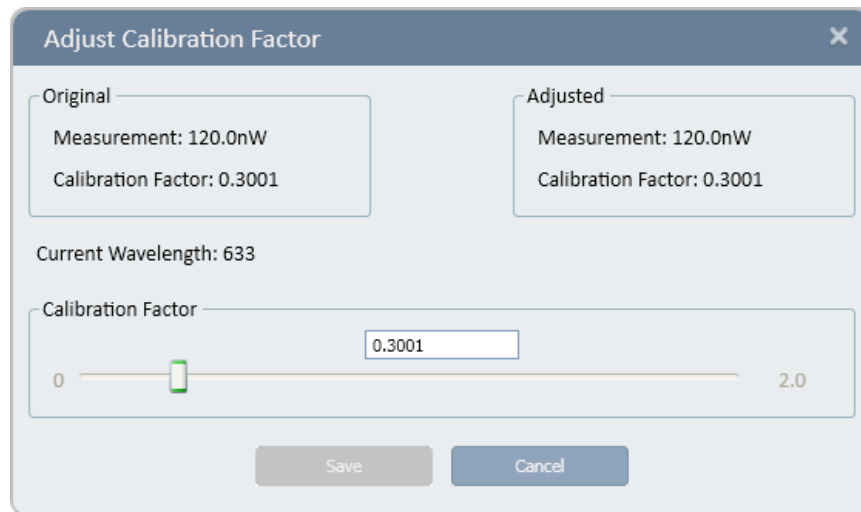 Adjust Calibration Factor
Original
Measurement: 120.0nW
Calibration Factor: 0.3001
Adjusted
Measurement: 120.0nW
Calibration Factor: 0.3001
Current Wavelength: 633
Calibration Factor
0.3001
0
2.0
Save
Cancel